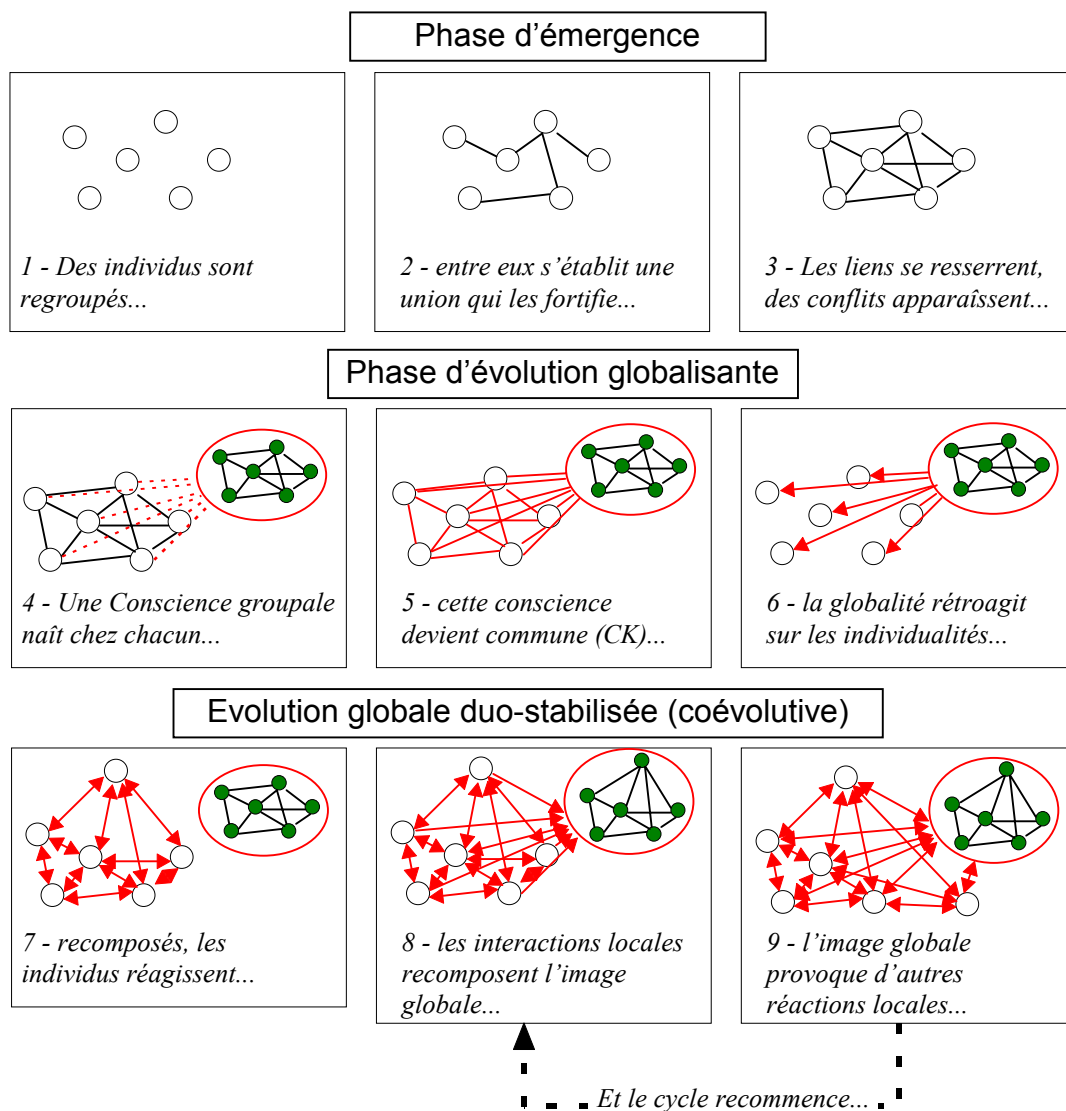 Phase d’émergence
1 - Des individus sont
regroupés...
2 - entre eux s’établit une
union qui les fortifie...
3 - Les liens se resserrent,
des conflits apparaîssent...
Phase d’évolution globalisante
4 - Une Conscience groupale
naît chez chacun...
5 - cette conscience
devient commune (CK)...
6 - la globalité rétroagit
sur les individualités...
Evolution globale duo-stabilisée (coévolutive)
7 - recomposés, les
individus réagissent...
8 - les interactions locales
recomposent l’image
globale...
9 - l’image globale
provoque d’autres
réactions locales...
Et le cycle recommence...